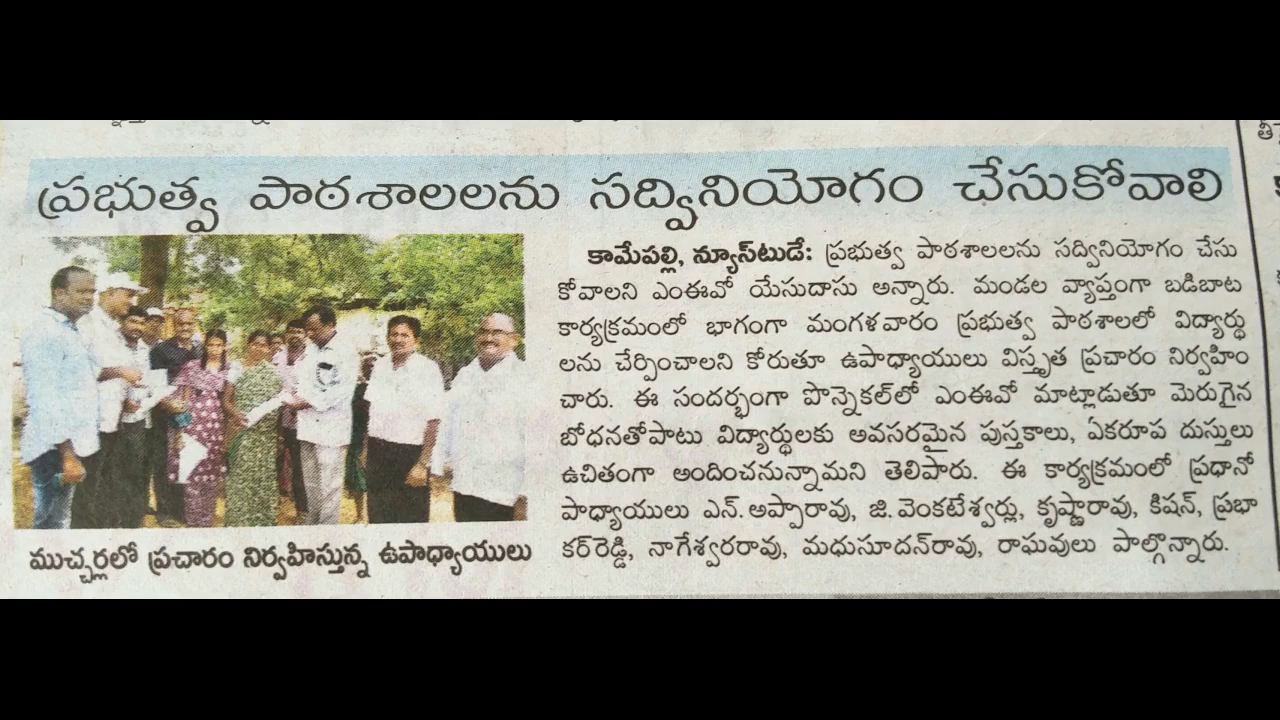 ప్రభుత్వ పాఠశాలలను సద్వినియోగం చేసుకోవాలి
కామేపల్లి, న్యూస్‌టుడే: ప్రభుత్వ పాఠశాలలను సద్వినియోగం చేసు
కోవాలని ఎంఈవో యేసుదాసు అన్నారు. మండల వ్యాప్తంగా బడిబాట
కార్యక్రమంలో భాగంగా మంగళవారం ప్రభుత్వ పాఠశాలలో విద్యార్థు
లను చేర్పించాలని కోరుతూ ఉపాధ్యాయులు విస్తృత ప్రచారం నిర్వహిం
చారు. ఈ సందర్భంగా పొన్నెకల్‌లో ఎంఈవో మాట్లాడుతూ మెరుగైన
బోధనతోపాటు విద్యార్థులకు అవసరమైన పుస్తకాలు, ఏకరూప దుస్తులు
ఉచితంగా అందించనున్నామని తెలిపారు. ఈ కార్యక్రమంలో ప్రధానో
పాధ్యాయులు ఎన్.అప్పారావు, జి.వెంకటేశ్వర్లు, కృష్ణారావు, కిషన్, ప్రభా
కర్‌రెడ్డి, నాగేశ్వరరావు, మధుసూదన్‌రావు, రాఘవులు పాల్గొన్నారు.
ముచ్చర్లలో ప్రచారం నిర్వహిస్తున్న ఉపాధ్యాయులు